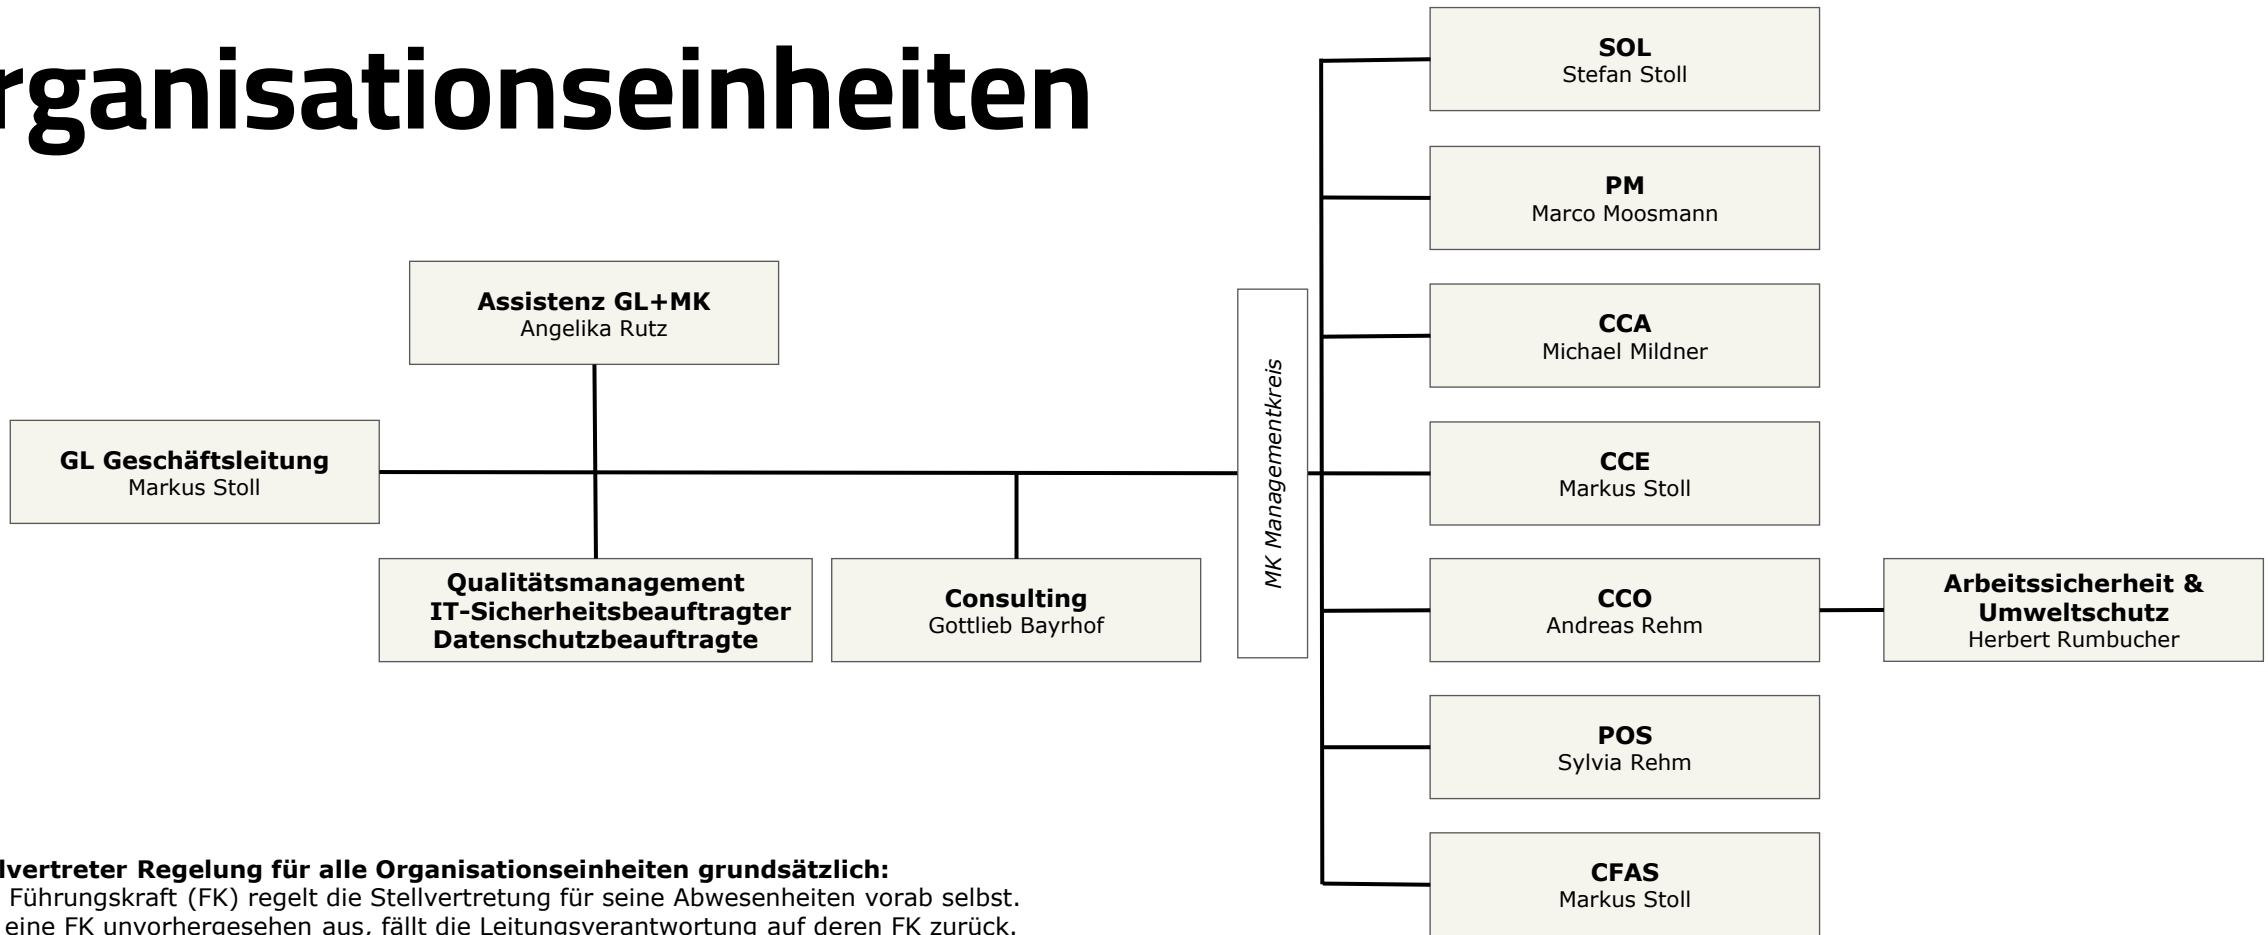 rganisationseinheiten
SOL
Stefan Stoll
PM
Marco Moosmann
Assistenz GL+MK
Angelika Rutz
CCA
Michael Mildner
GL Geschäftsleitung
Markus Stoll
MK Managementkreis
CCE
Markus Stoll
Qualitätsmanagement
IT-Sicherheitsbeauftragter
Datenschutzbeauftragte
Consulting
Gottlieb Bayrhof
CCO
Andreas Rehm
Arbeitssicherheit &
Umweltschutz
Herbert Rumbucher
POS
Sylvia Rehm
CFAS
Markus Stoll
lvertreter Regelung für alle Organisationseinheiten grundsätzlich:
Führungskraft (FK) regelt die Stellvertretung für seine Abwesenheiten vorab selbst.
eine FK unvorhergesehen aus, fällt die Leitungsverantwortung auf deren FK zurück.